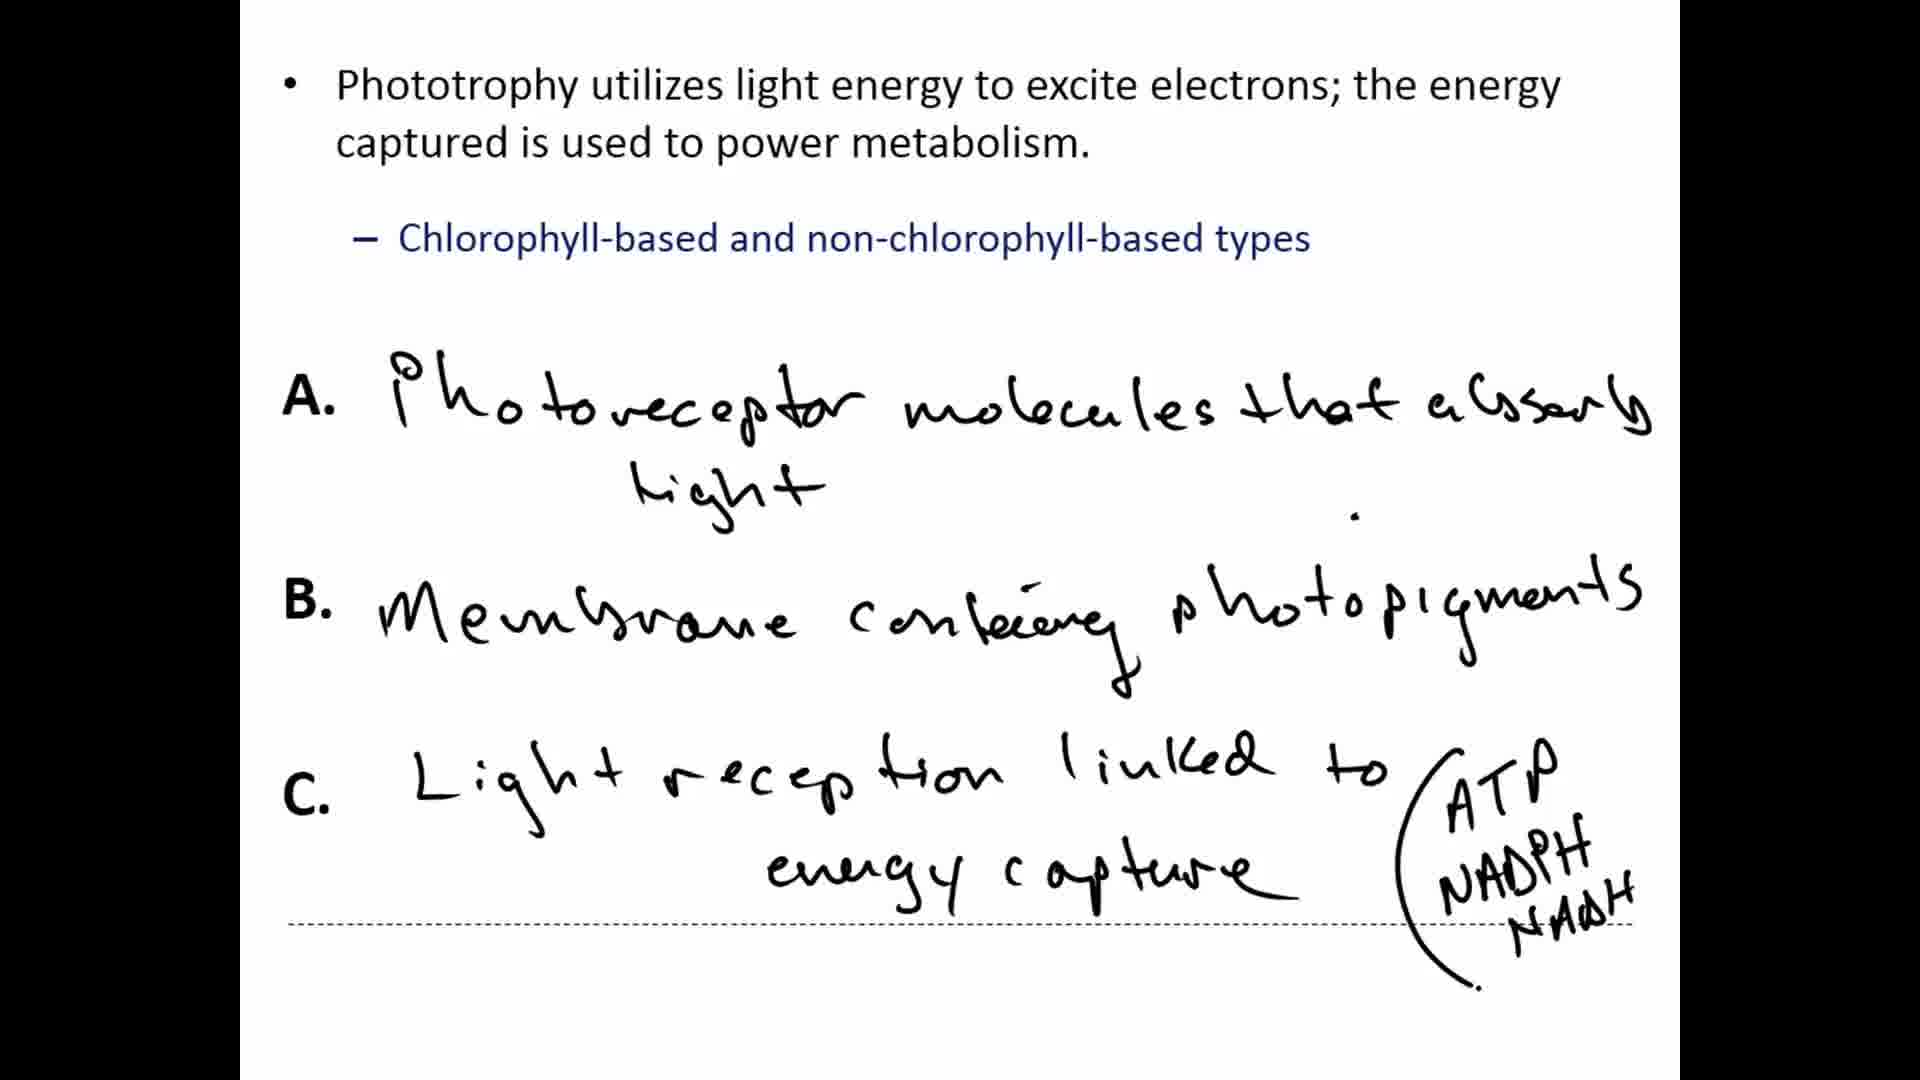 • Phototrophy utilizes light energy to excite electrons; the energy
captured is used to power metabolism.
– Chlorophyll-based and non-chlorophyll-based types
A. Photoreceptor molecules that absorb
light
B. Membrane containing photopigments
C. Light reception linked to
energy capture
ATP
NADPH
NADH